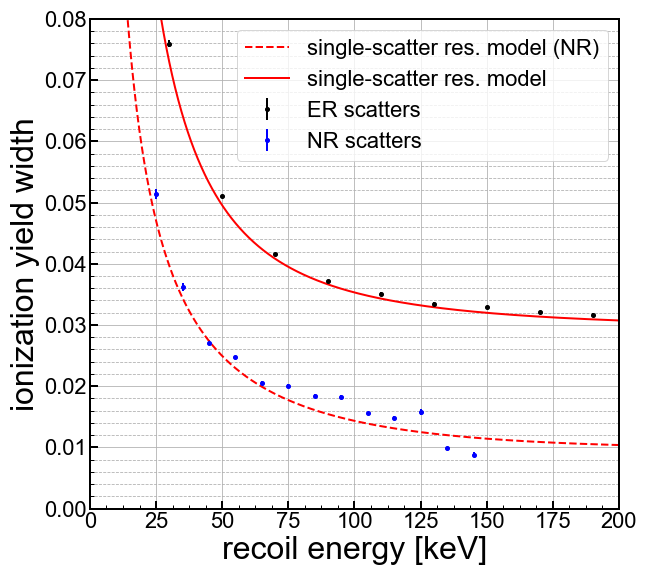 0.08
0.07
0.06
0.05
0.04
0.03
0.02
0.01
0.00
ionization yield width
single-scatter res. model (NR)
single-scatter res. model
ER scatters
NR scatters
0 25 50 75 100 125 150 175 200
recoil energy [keV]